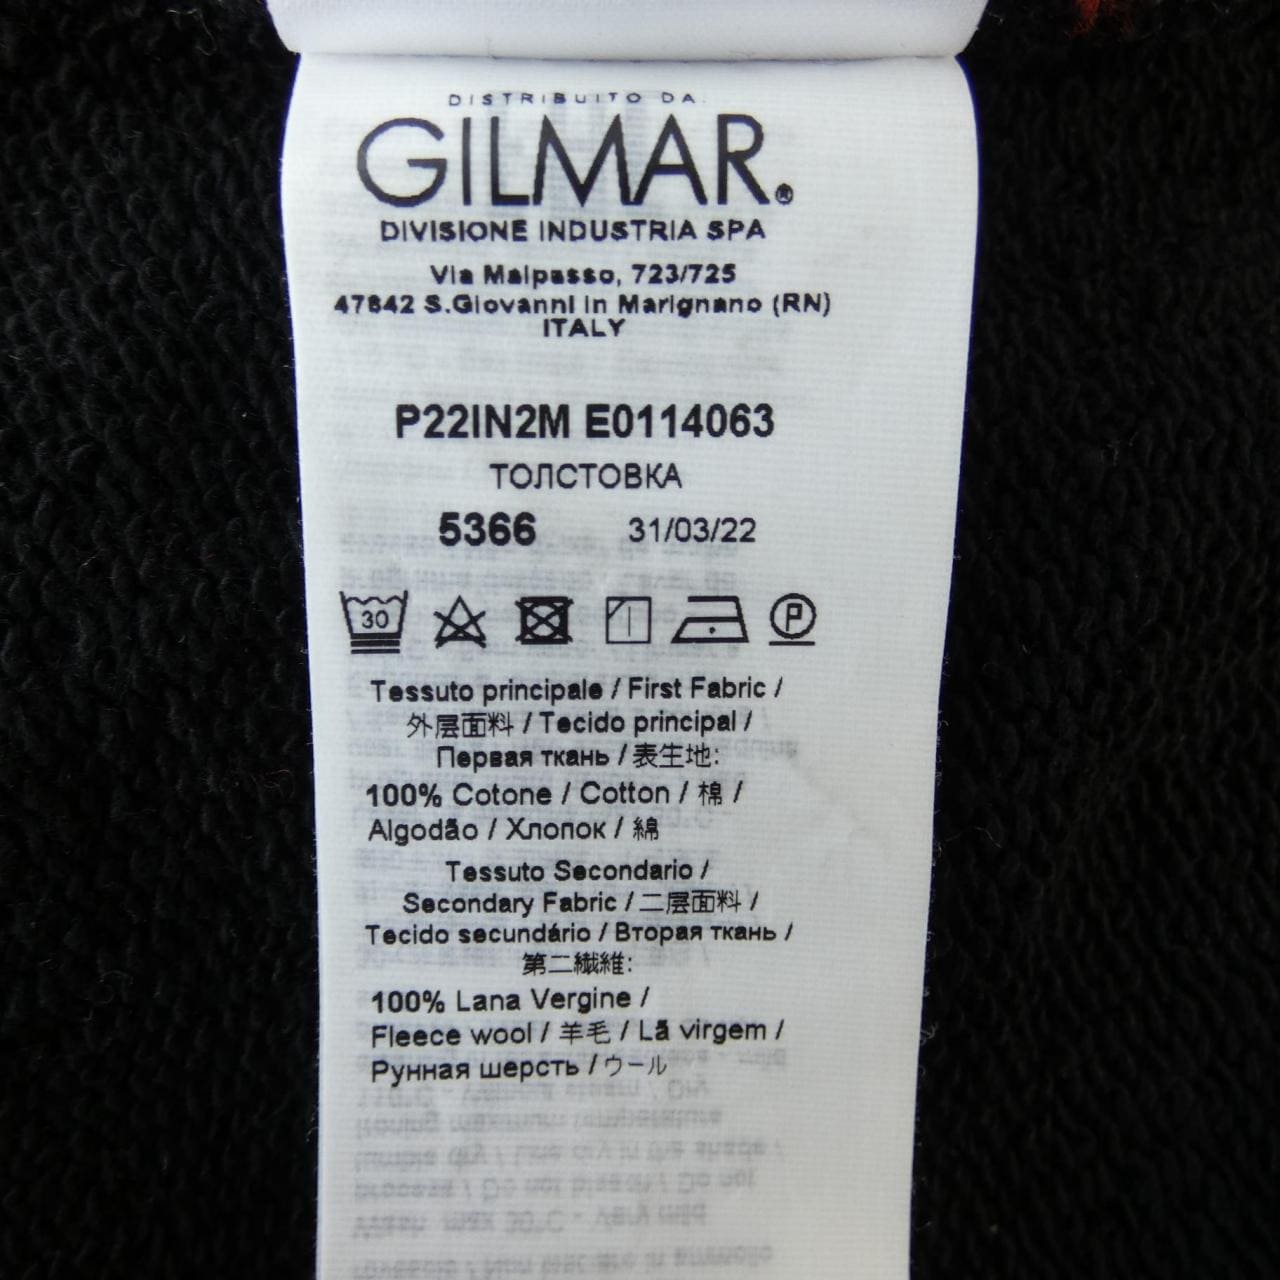 DISTRIBUITO DA
GILMAR®
DIVISIONE INDUSTRIA SPA
Via Malpasso, 723/725
47842 S.Giovanni in Marignano (RN)
ITALY
P22IN2M E0114063
ТОЛСТОВКА
5366 31/03/22
30 P
Tessuto principale / First Fabric /
外层面料 / Tecido principal /
Первая ткань / 表生地:
100% Cotone / Cotton / 棉 /
Algodão / Хлопок / 綿
Tessuto Secondario /
Secondary Fabric / 二层面料 /
Tecido secundário / Вторая ткань /
第二繊維:
100% Lana Vergine /
Fleece wool / 羊毛 / Lã virgem /
Рунная шерсть / ウール